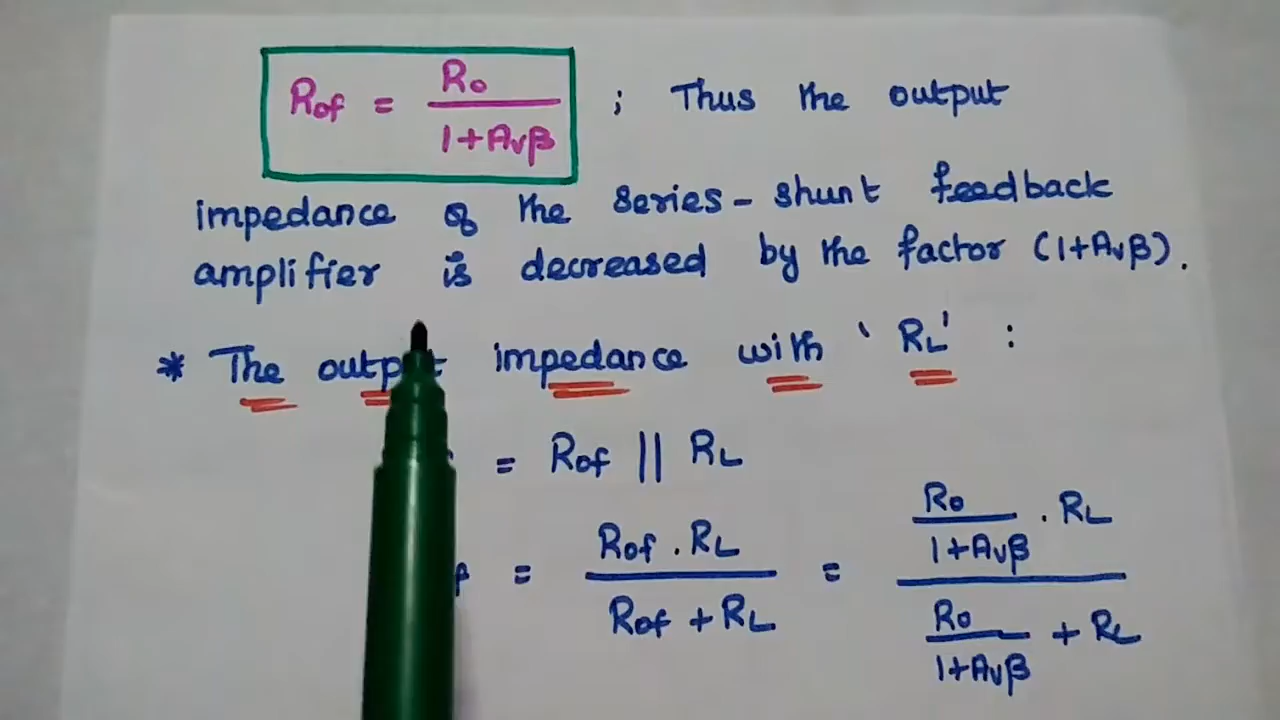 Rof = Ro / 1+Avβ ; Thus the output
impedance of the series-shunt feedback
amplifier is decreased by the factor (1+Avβ).
* The output impedance with 'RL' :
= Rof || RL
= Rof . RL / Rof + RL = Ro / 1+Avβ . RL / Ro / 1+Avβ + RL